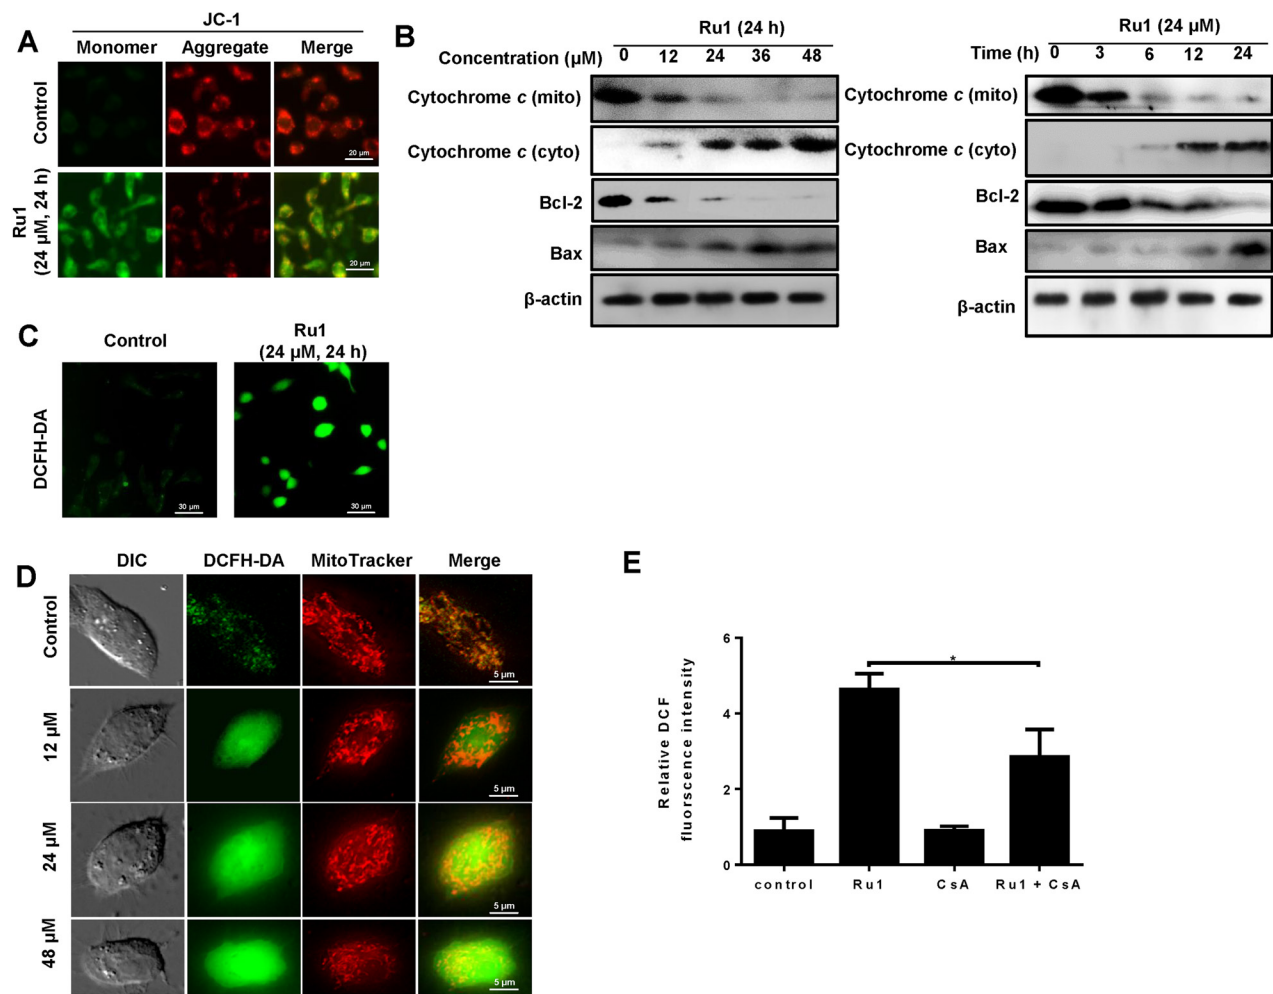 A
JC-1
Monomer Aggregate Merge
Control
20 µm
Ru1
(24 µM, 24 h)
20 µm
B
Ru1 (24 h)
Concentration (µM) 0 12 24 36 48
Cytochrome c (mito)
Cytochrome c (cyto)
Bcl-2
Bax
β-actin
Ru1 (24 µM)
Time (h) 0 3 6 12 24
Cytochrome c (mito)
Cytochrome c (cyto)
Bcl-2
Bax
β-actin
C
Control
Ru1
(24 µM, 24 h)
DCFH-DA
30 µm
30 µm
D
DIC DCFH-DA MitoTracker Merge
Control
5 µm
12 µM
5 µm
24 µM
5 µm
48 µM
5 µm
E
Relative DCF
fluorescence intensity
6
4
2
0
*
control Ru1 CsA Ru1 + CsA